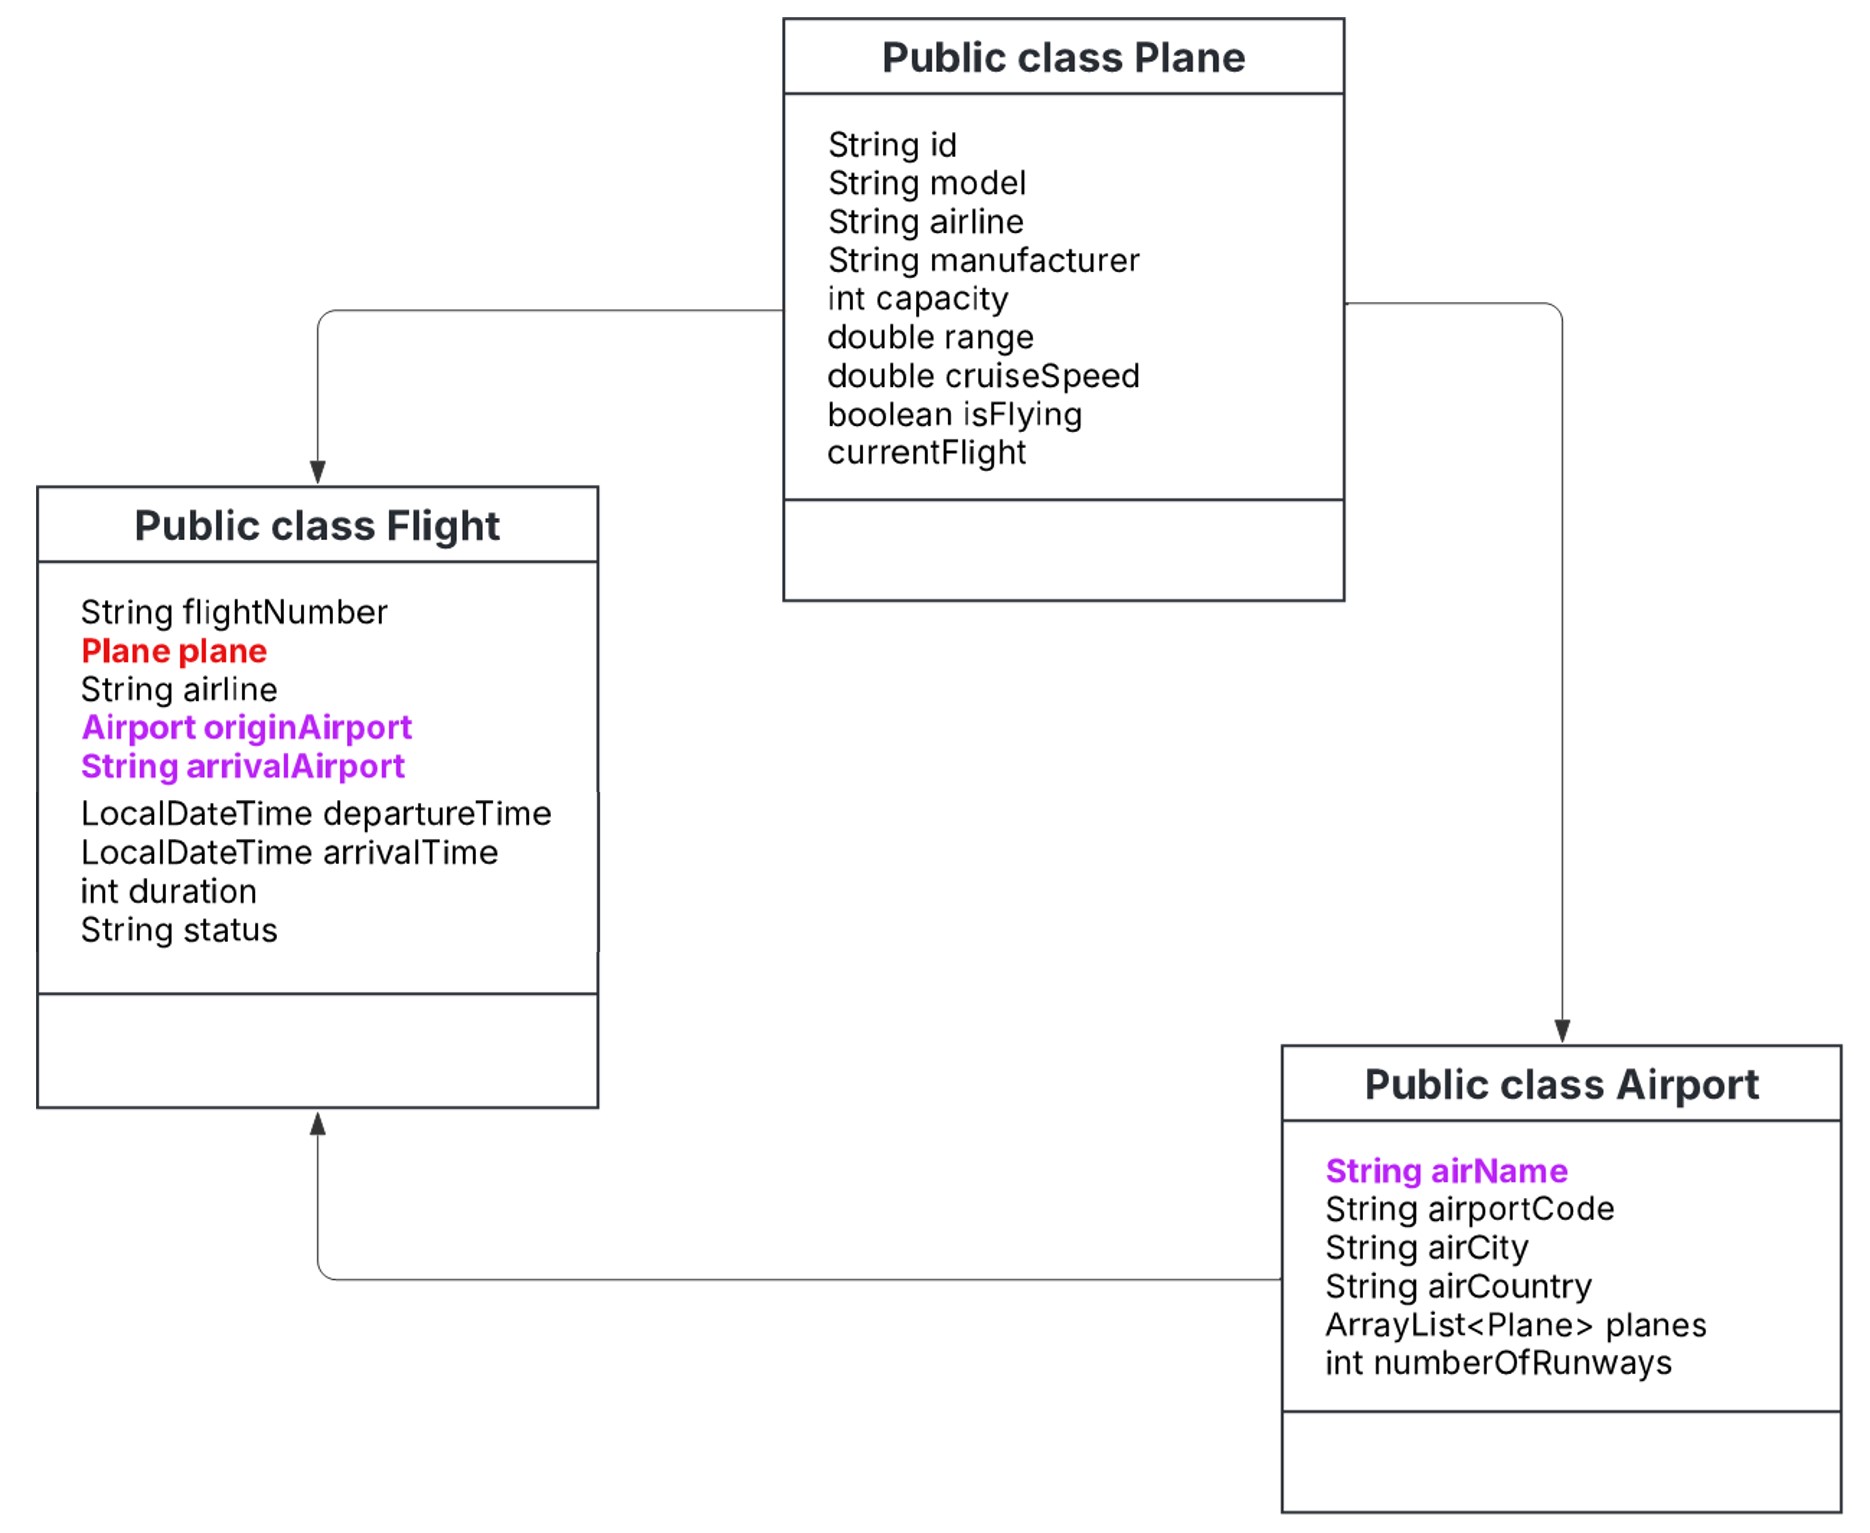 Public class Plane
String id
String model
String airline
String manufacturer
int capacity
double range
double cruiseSpeed
boolean isFlying
currentFlight
Public class Flight
String flightNumber
Plane plane
String airline
Airport originAirport
String arrivalAirport
LocalDateTime departureTime
LocalDateTime arrivalTime
int duration
String status
Public class Airport
String airName
String airportCode
String airCity
String airCountry
ArrayList<Plane> planes
int numberOfRunways